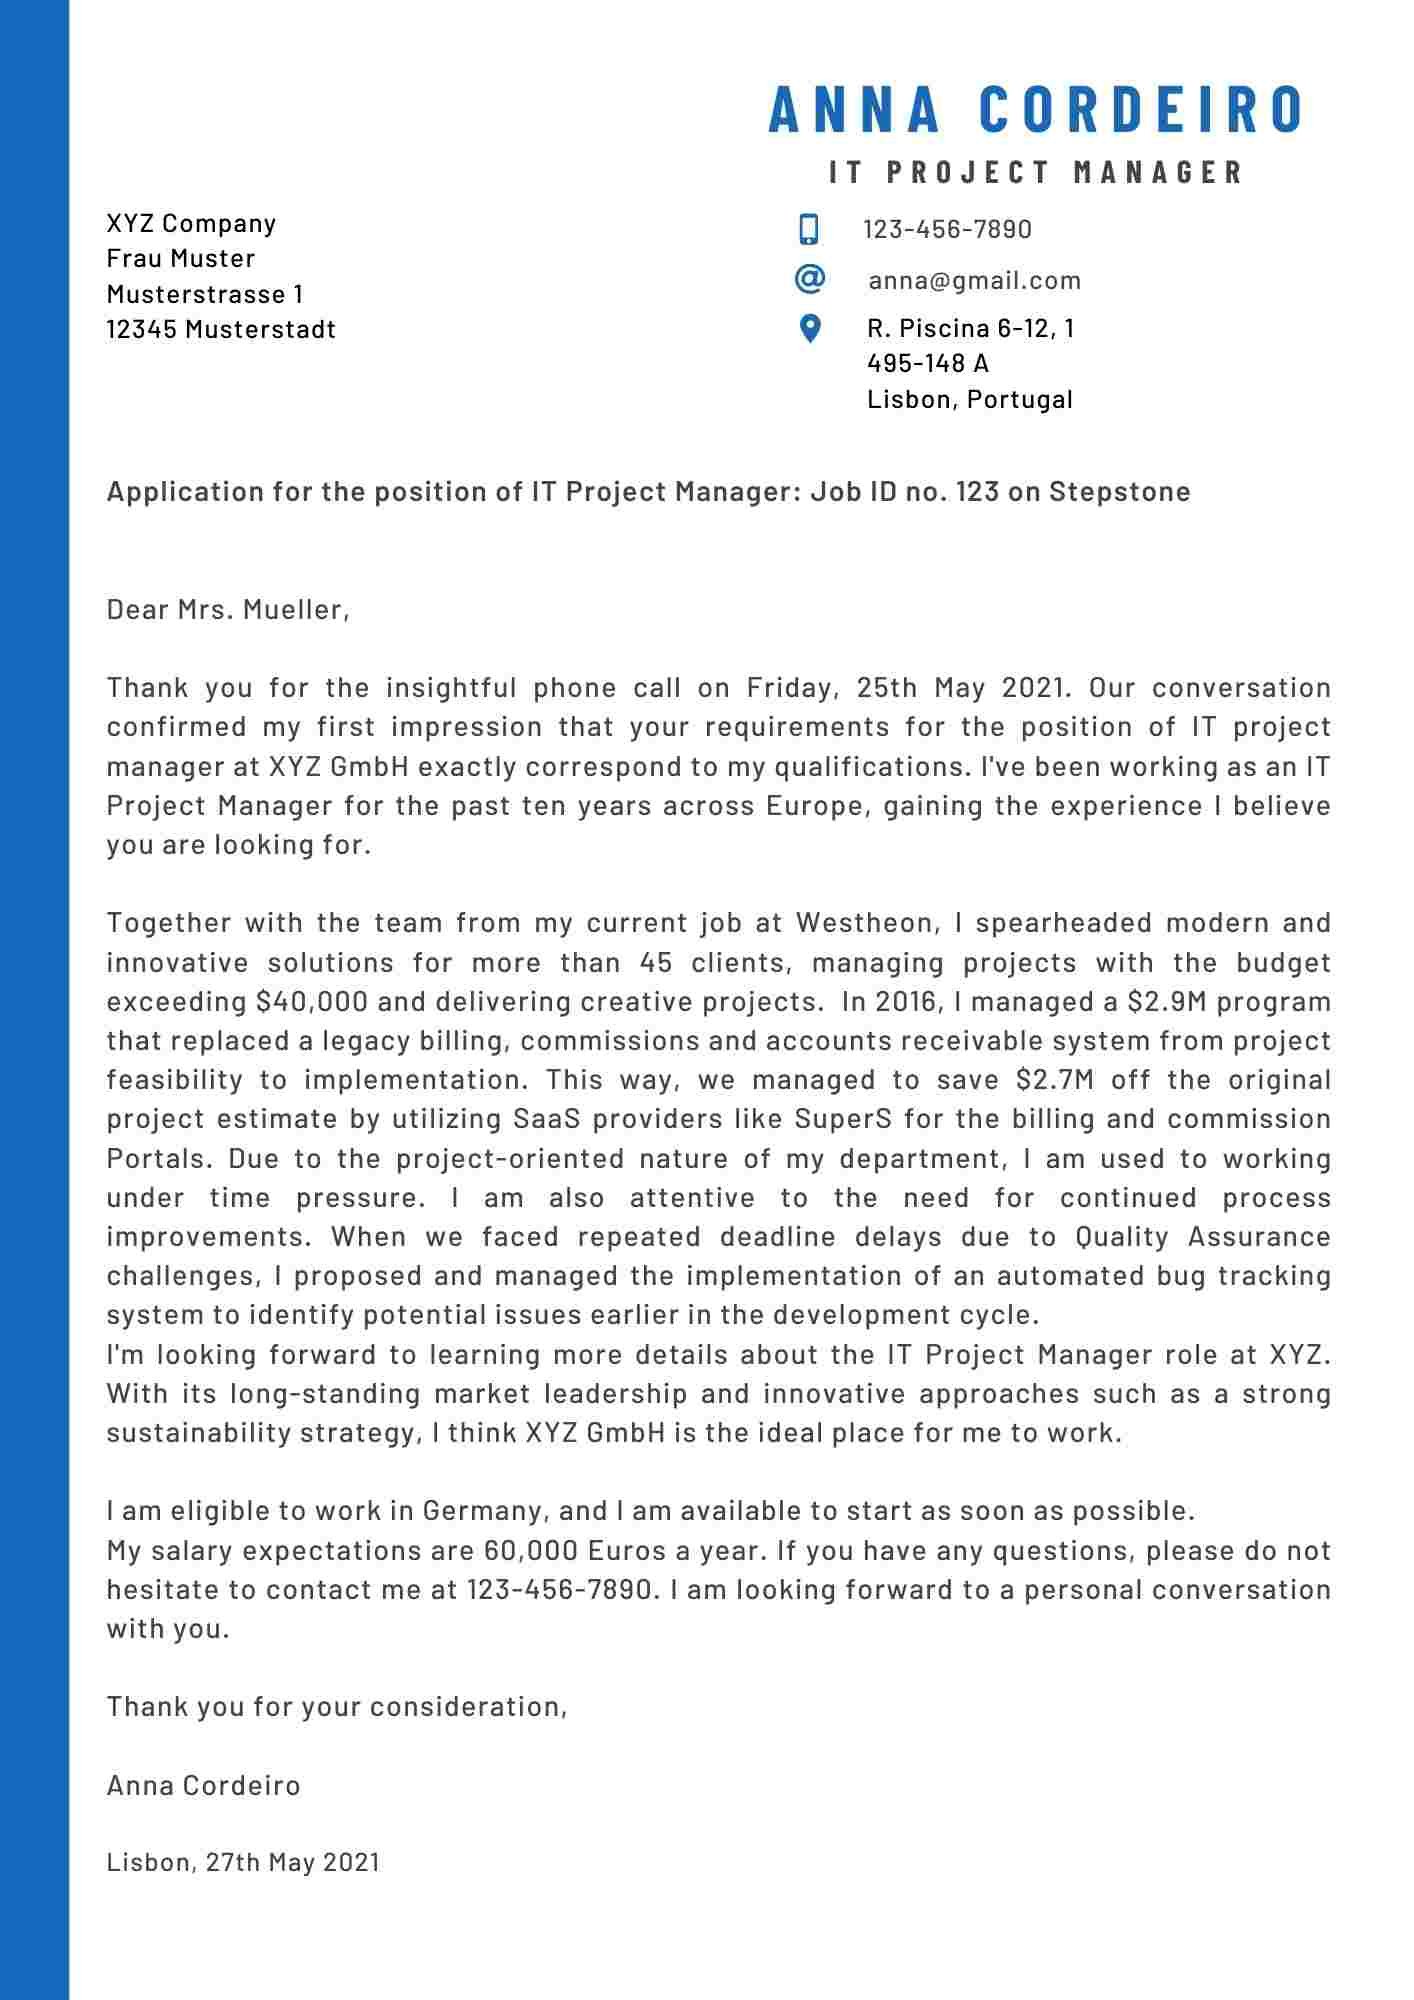 ANNA CORDEIRO
IT PROJECT MANAGER
XYZ Company
Frau Muster
Musterstrasse 1
12345 Musterstadt
123-456-7890
anna@gmail.com
R. Piscina 6-12, 1
495-148 A
Lisbon, Portugal
Application for the position of IT Project Manager: Job ID no. 123 on Stepstone
Dear Mrs. Mueller,
Thank you for the insightful phone call on Friday, 25th May 2021. Our conversation
confirmed my first impression that your requirements for the position of IT project
manager at XYZ GmbH exactly correspond to my qualifications. I've been working as an IT
Project Manager for the past ten years across Europe, gaining the experience I believe
you are looking for.
Together with the team from my current job at Westheon, I spearheaded modern and
innovative solutions for more than 45 clients, managing projects with the budget
exceeding $40,000 and delivering creative projects. In 2016, I managed a $2.9M program
that replaced a legacy billing, commissions and accounts receivable system from project
feasibility to implementation. This way, we managed to save $2.7M off the original
project estimate by utilizing SaaS providers like SuperS for the billing and commission
Portals. Due to the project-oriented nature of my department, I am used to working
under time pressure. I am also attentive to the need for continued process
improvements. When we faced repeated deadline delays due to Quality Assurance
challenges, I proposed and managed the implementation of an automated bug tracking
system to identify potential issues earlier in the development cycle.
I'm looking forward to learning more details about the IT Project Manager role at XYZ.
With its long-standing market leadership and innovative approaches such as a strong
sustainability strategy, I think XYZ GmbH is the ideal place for me to work.
I am eligible to work in Germany, and I am available to start as soon as possible.
My salary expectations are 60,000 Euros a year. If you have any questions, please do not
hesitate to contact me at 123-456-7890. I am looking forward to a personal conversation
with you.
Thank you for your consideration,
Anna Cordeiro
Lisbon, 27th May 2021